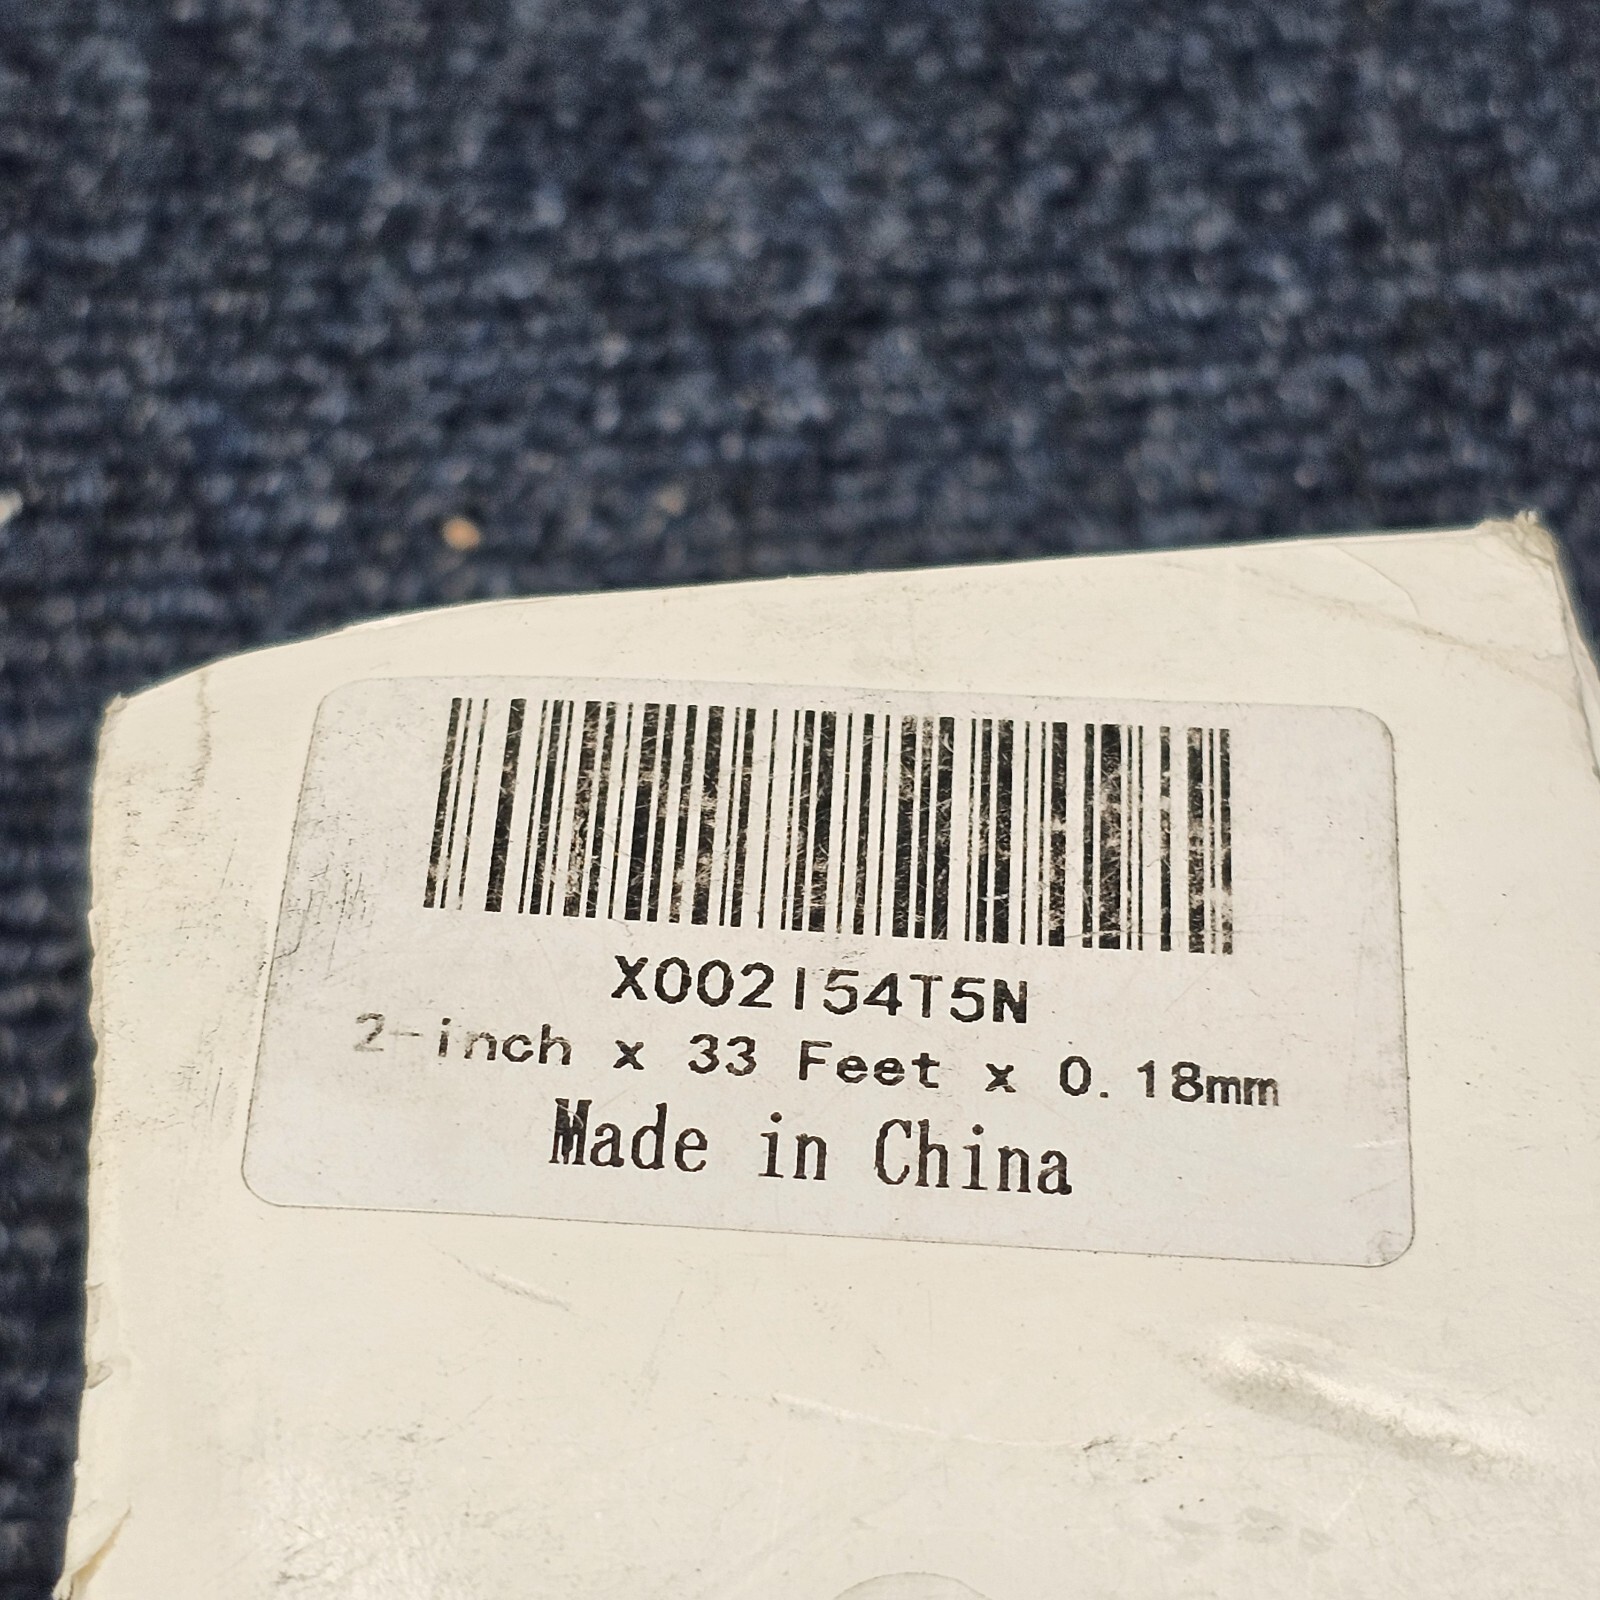 X002I54T5N
2-inch x 33 Feet x 0.18mm
Made in China